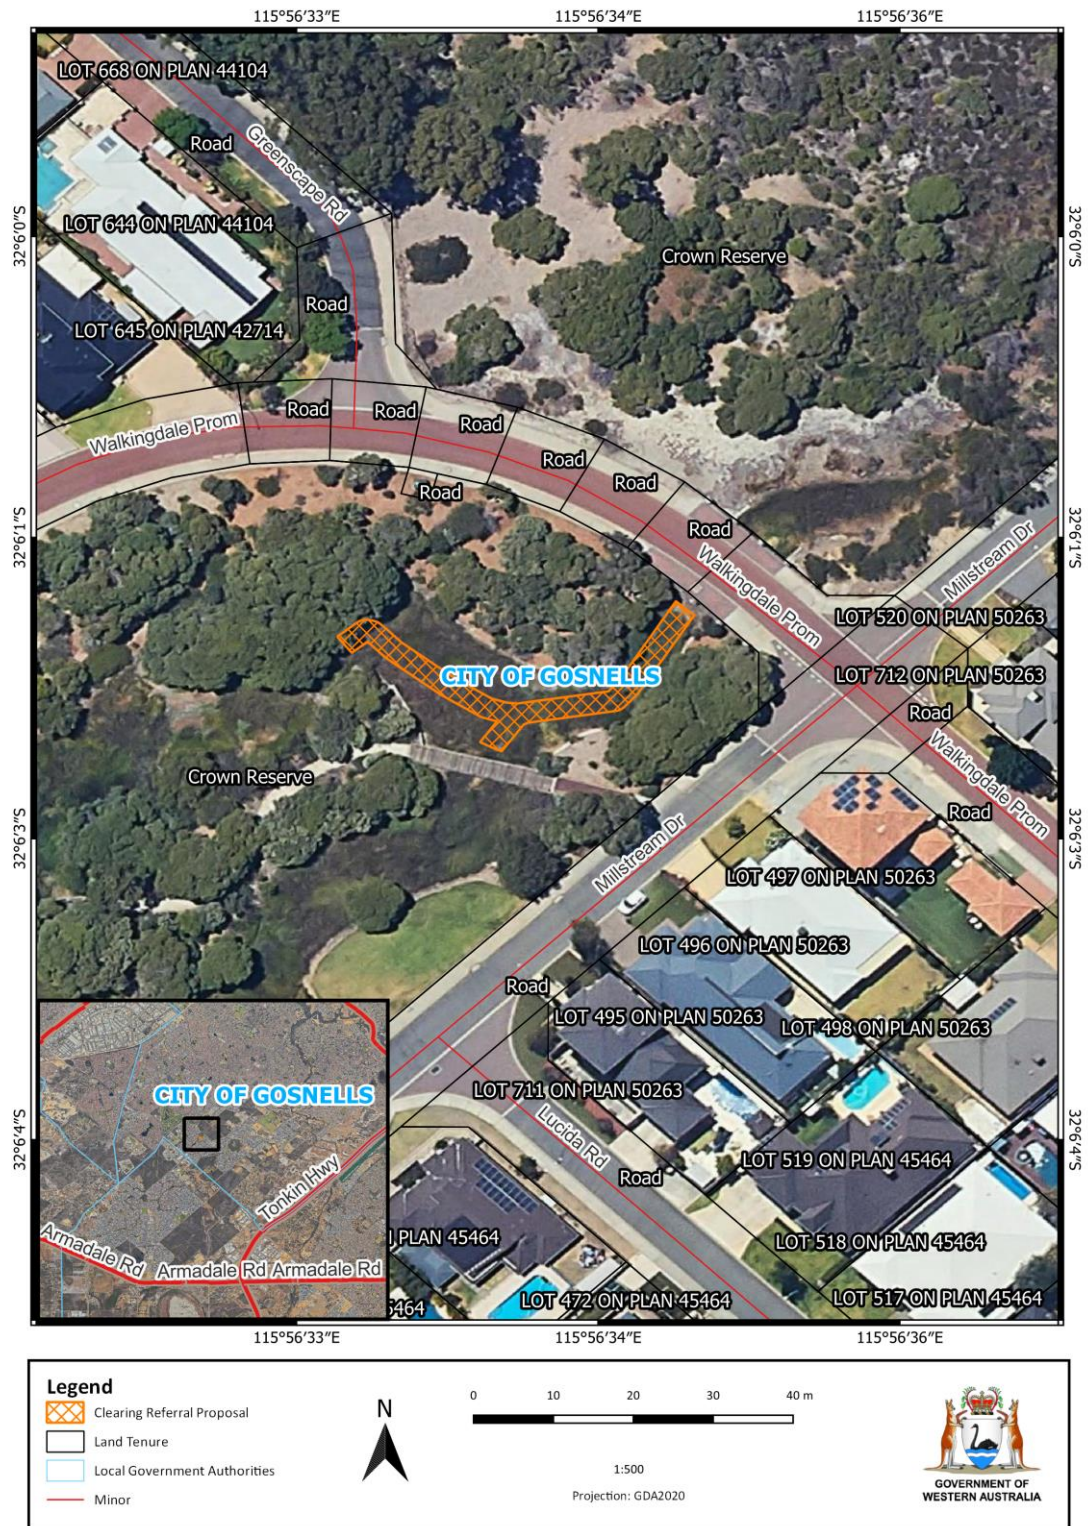 115°56'33"E
115°56'34"E
115°56'36"E
LOT 668 ON PLAN 44104
Road
Greenscape Rd
32°6'0"S
LOT 644 ON PLAN 44104
32°6'0"S
Crown Reserve
Road
LOT 645 ON PLAN 42714
Road
Road
Road
Walkingdale Prom
Road
Road
Road
Road
32°6'1"S
32°6'1"S
Walkingdale Prom
Millstream Dr
LOT 520 ON PLAN 50263
CITY OF GOSNELLS
LOT 712 ON PLAN 50263
Road
Walkingdale Prom
Crown Reserve
Road
32°6'3"S
32°6'3"S
Millstream Dr
LOT 497 ON PLAN 50263
LOT 496 ON PLAN 50263
Road
LOT 495 ON PLAN 50263
LOT 498 ON PLAN 50263
LOT 711 ON PLAN 50263
CITY OF GOSNELLS
32°6'4"S
32°6'4"S
Lucida Rd
LOT 519 ON PLAN 45464
Road
Tonkin Hwy
PLAN 45464
LOT 518 ON PLAN 45464
Armadale Rd
Armadale Rd
Armadale Rd
5464
LOT 472 ON PLAN 45464
LOT 517 ON PLAN 45464
115°56'33"E
115°56'34"E
115°56'36"E
Legend
Clearing Referral Proposal
Land Tenure
Local Government Authorities
Minor
N
0 10 20 30 40 m
1:500
Projection: GDA2020
GOVERNMENT OF
WESTERN AUSTRALIA